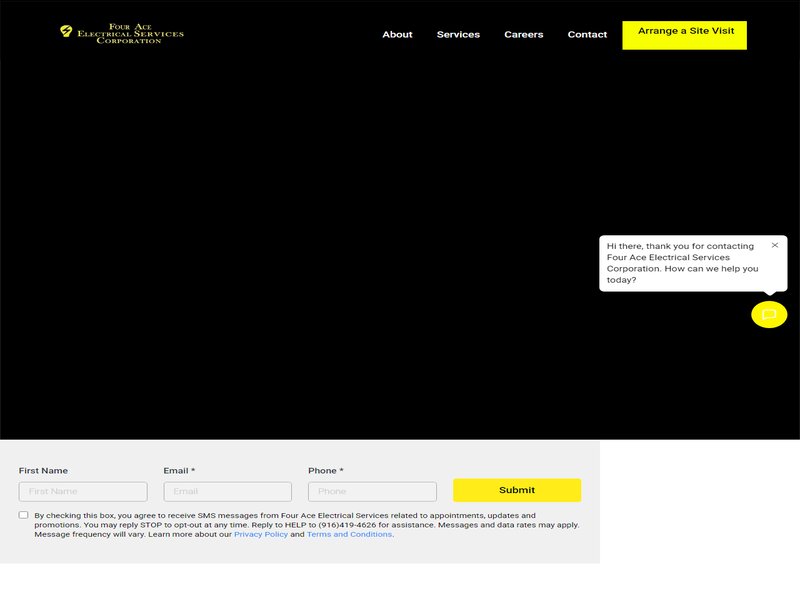 Four Ace
Electrical Services
Corporation
About
Services
Careers
Contact
Arrange a Site Visit
Hi there, thank you for contacting
Four Ace Electrical Services
Corporation. How can we help you
today?
First Name
Email *
Phone *
First Name
Email
Phone
Submit
By checking this box, you agree to receive SMS messages from Four Ace Electrical Services related to appointments, updates and
promotions. You may reply STOP to opt-out at any time. Reply to HELP to (916)419-4626 for assistance. Messages and data rates may apply.
Message frequency will vary. Learn more about our Privacy Policy and Terms and Conditions.